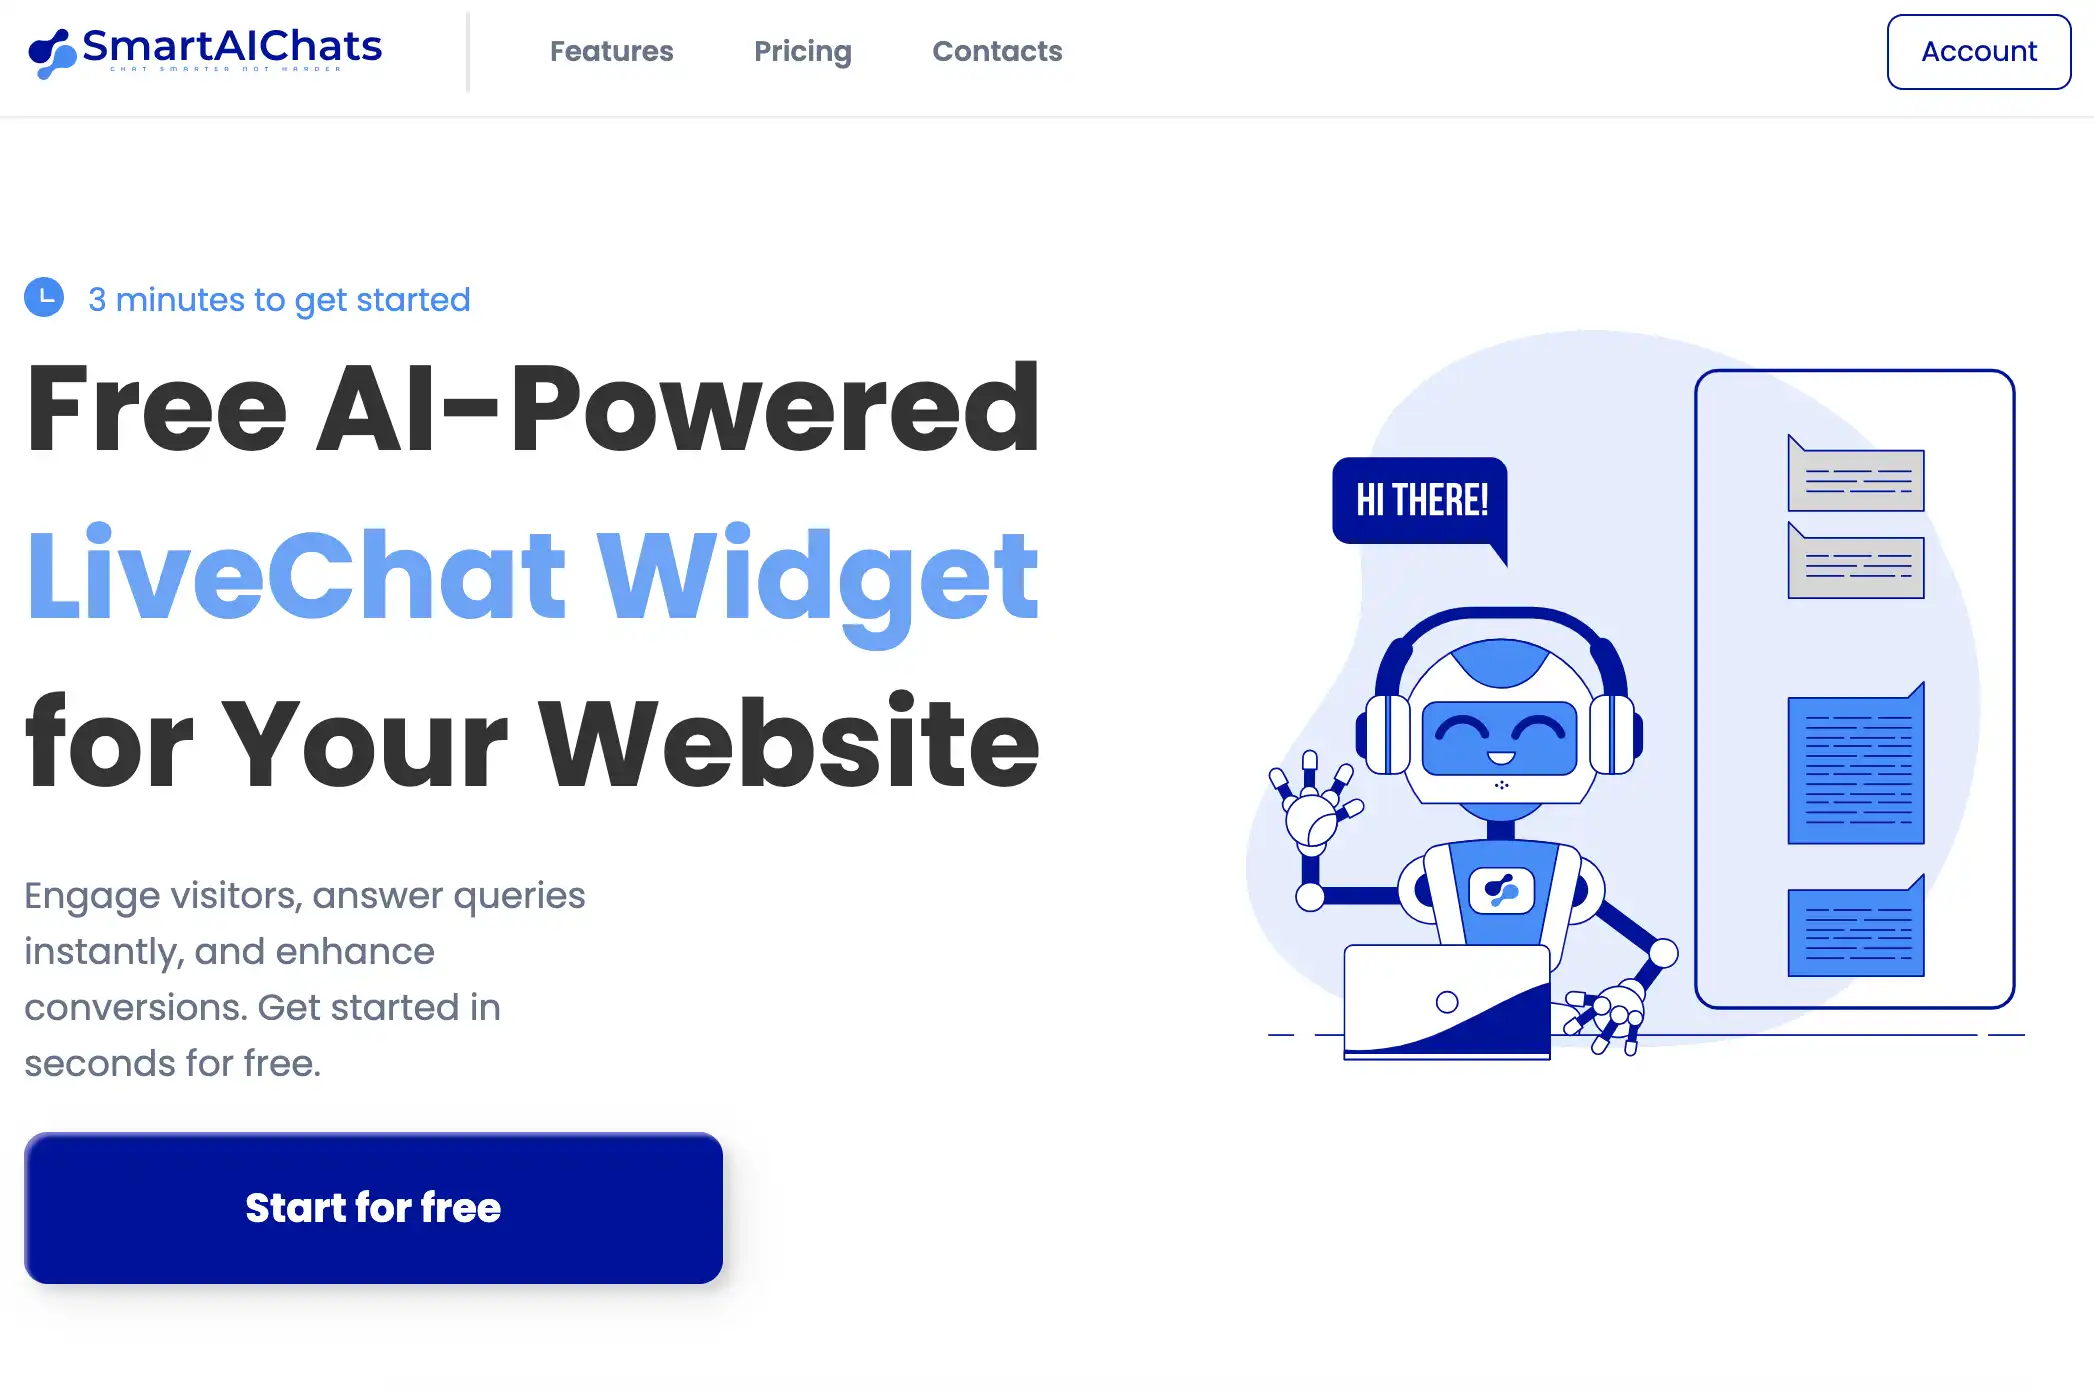 SmartAIChats
CHAT SMARTER NOT HARDER
Features
Pricing
Contacts
Account
3 minutes to get started
Free AI-Powered
LiveChat Widget
for Your Website
Engage visitors, answer queries
instantly, and enhance
conversions. Get started in
seconds for free.
Start for free
HI THERE!